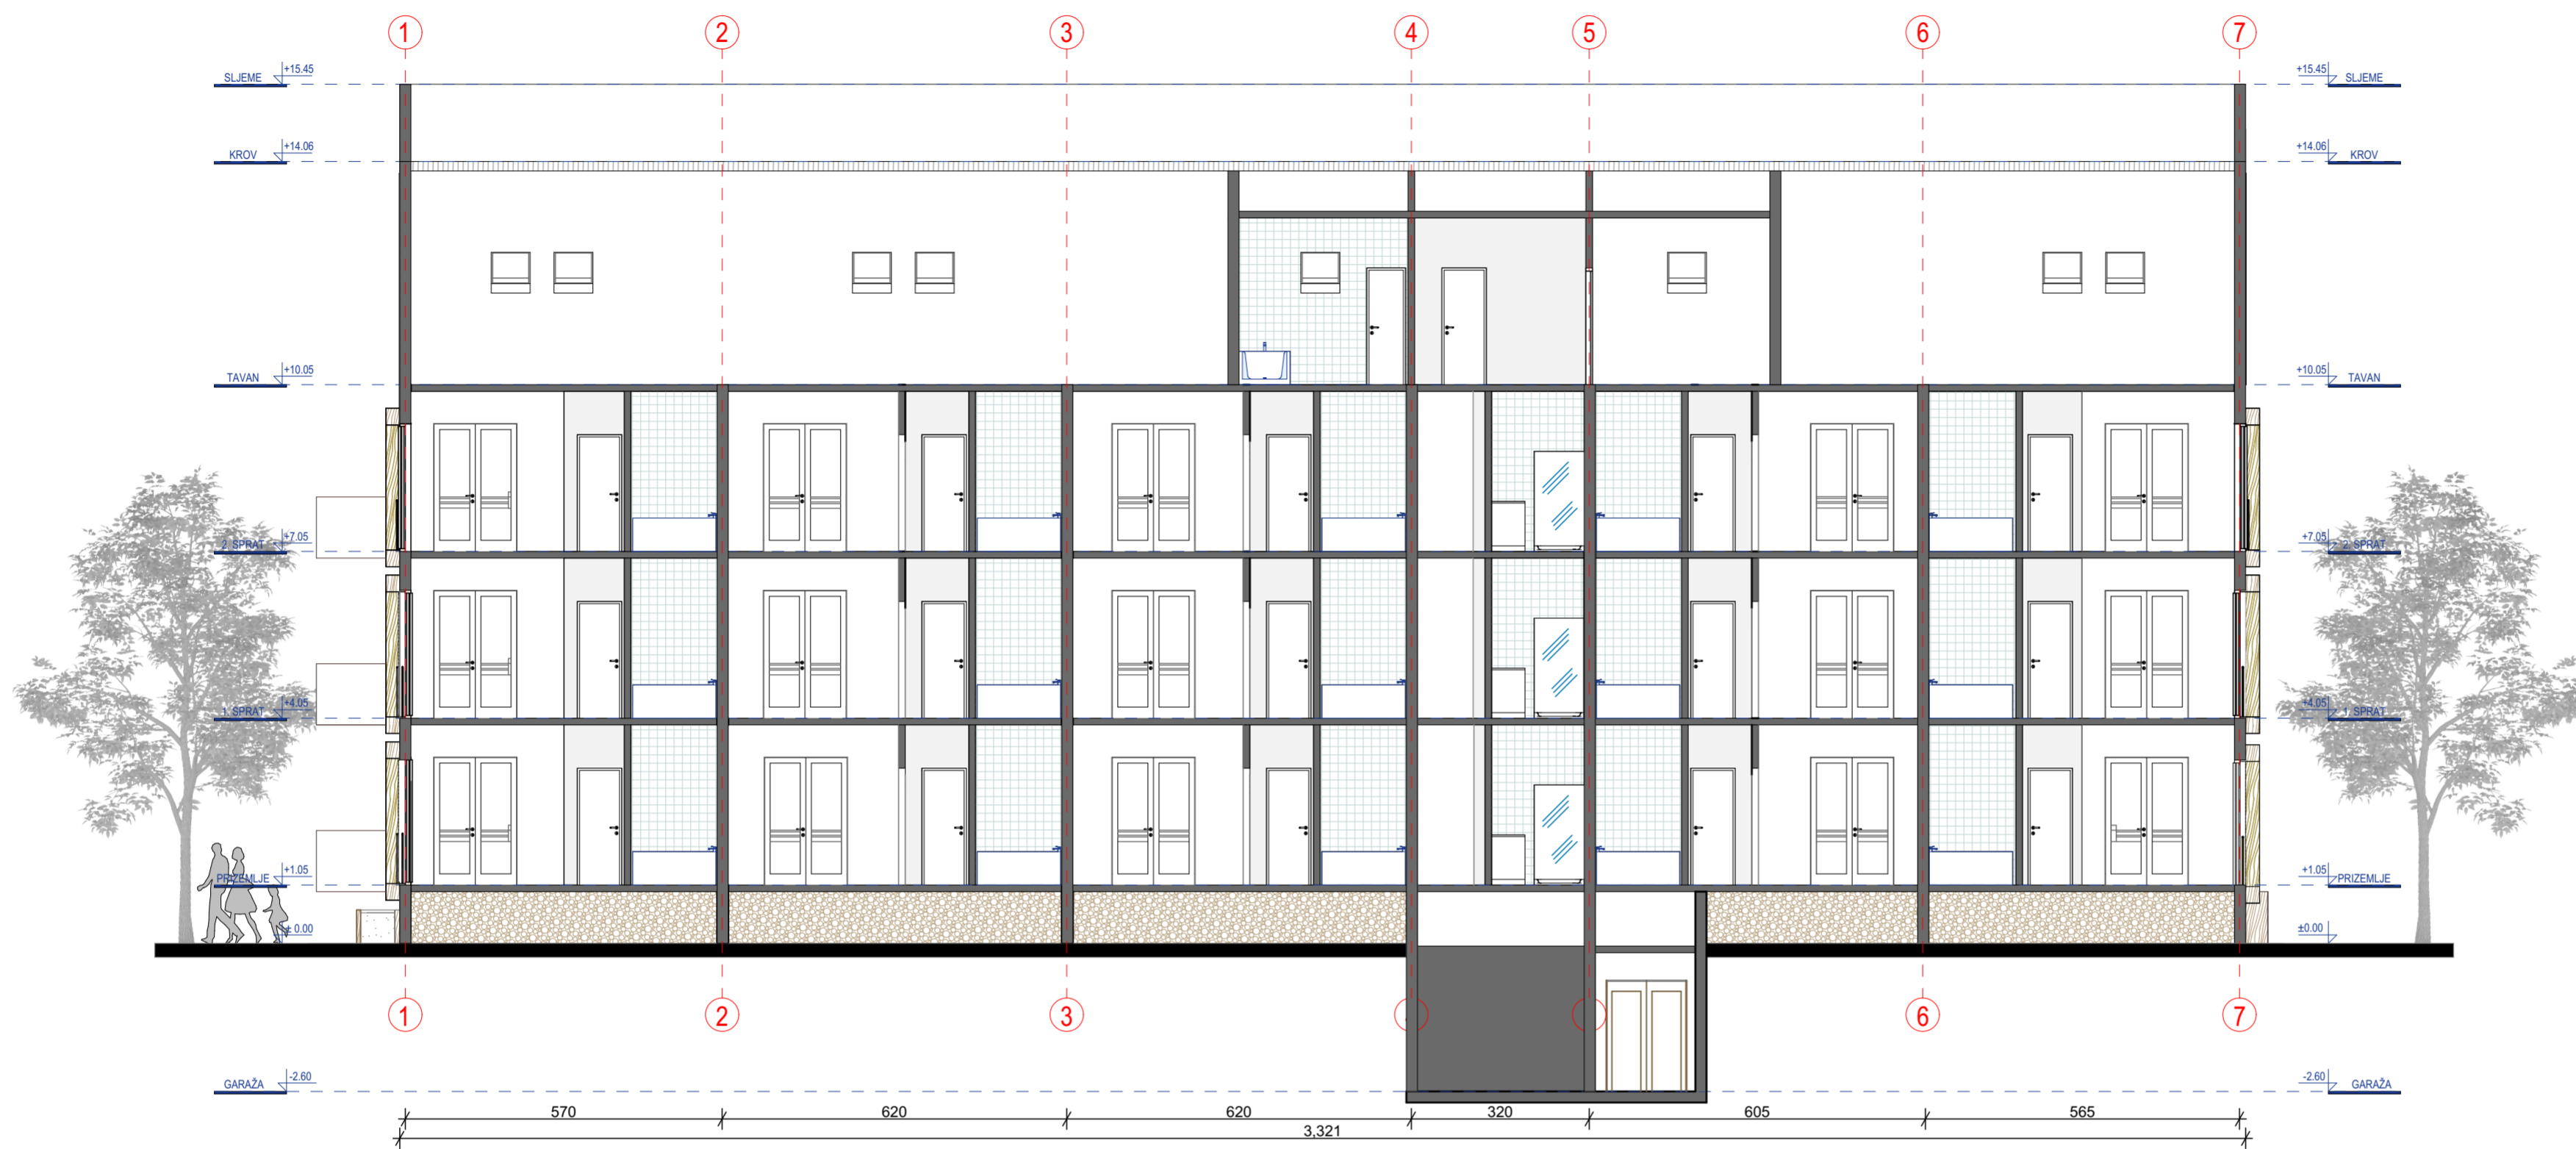 1 2 3 4 5 6 7
SLJEME +15.45 +15.45 SLJEME
KROV +14.06 +14.06 KROV
TAVAN +10.05 +10.05 TAVAN
2. SPRAT +7.05 +7.05 2. SPRAT
1. SPRAT +4.05 +4.05 1. SPRAT
PRIZEMLJE +1.05 +1.05 PRIZEMLJE
± 0.00 ±0.00
1 2 3 6 7
GARAŽA -2.60 -2.60 GARAŽA
570 620 620 320 605 565
3,321